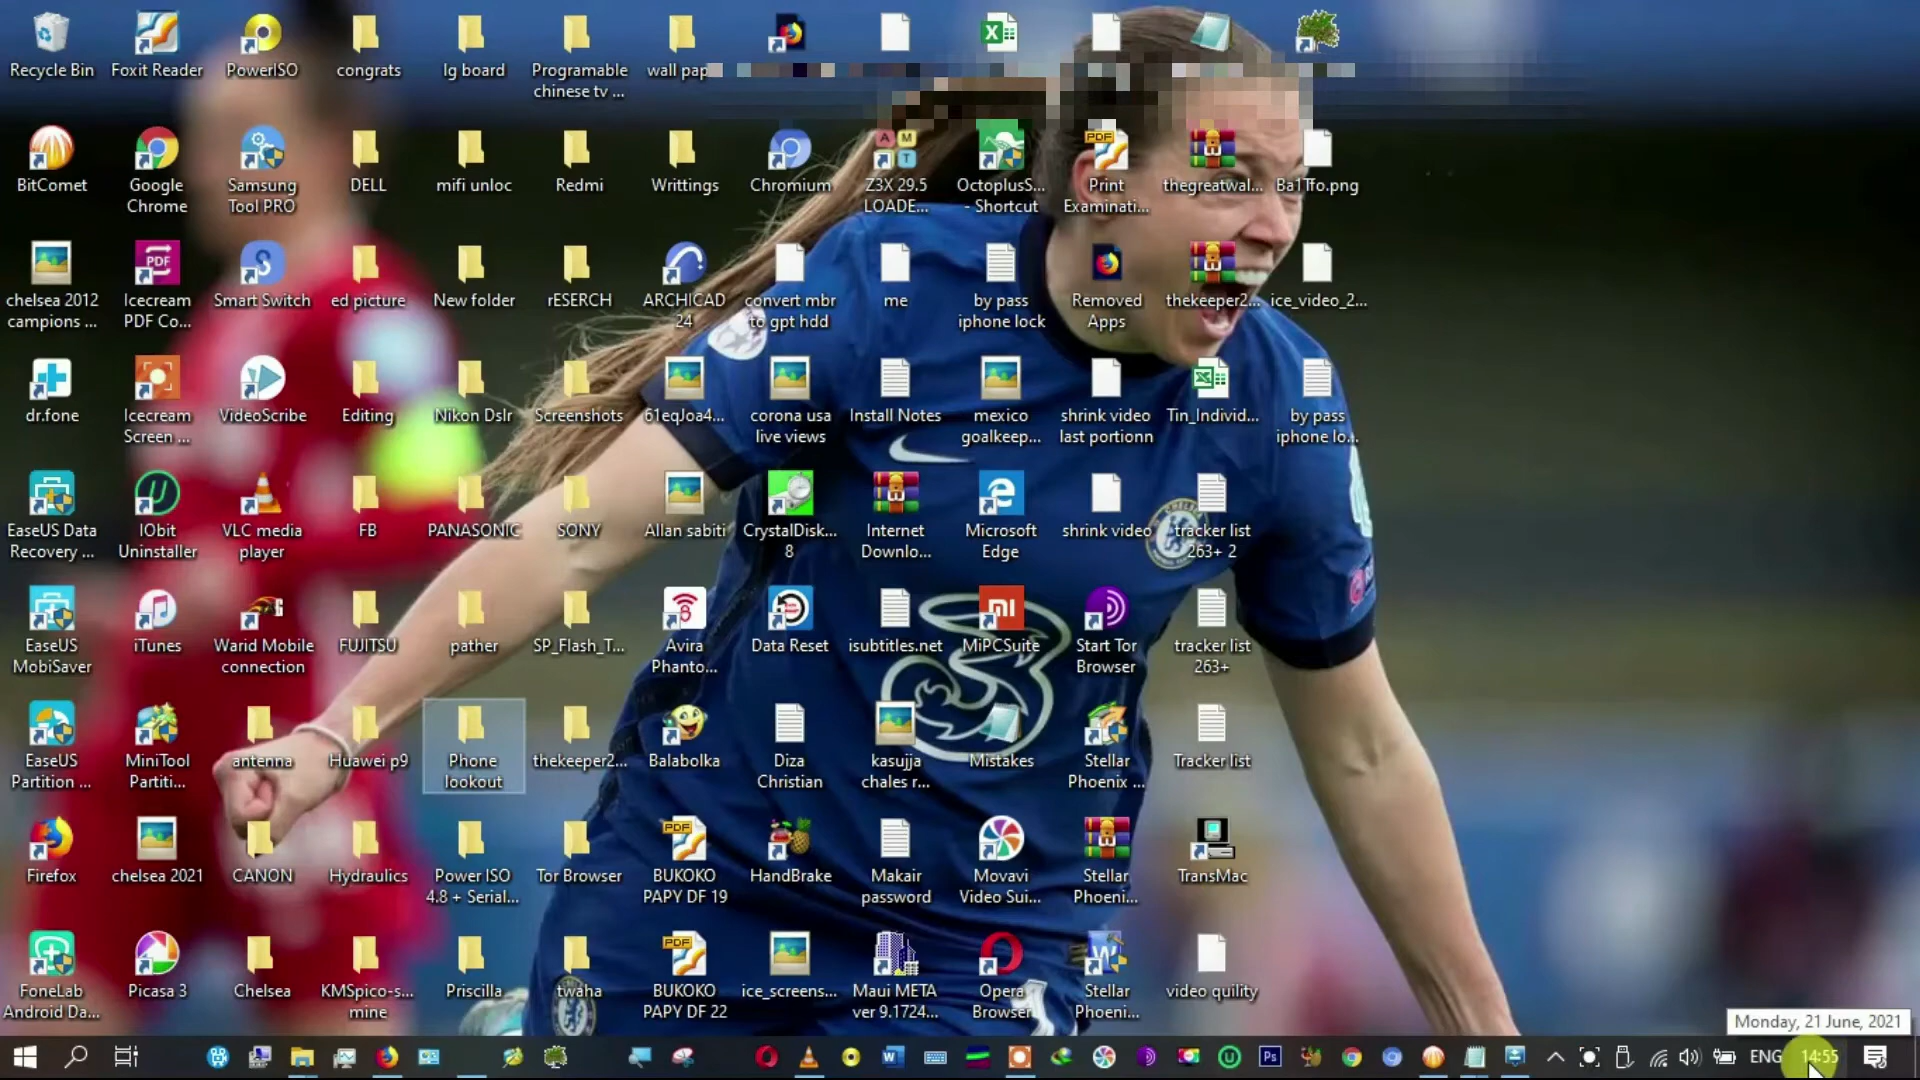 Recycle Bin
Foxit Reader
PowerISO
congrats
lg board
Programable
chinese tv ...
wall pap
BitComet
Google
Chrome
Samsung
Tool PRO
DELL
mifi unloc
Redmi
Writtings
Chromium
Z3X 29.5
LOADE...
OctoplusS...
- Shortcut
Print
Examinati...
thegreatwal...
Ba1Tfo.png
chelsea 2012
campions ...
Icecream
PDF Co...
Smart Switch
ed picture
New folder
rESERCH
ARCHICAD
24
convert mbr
to gpt hdd
me
by pass
iphone lock
Removed
Apps
thekeeper2...
ice_video_2...
dr.fone
Icecream
Screen ...
VideoScribe
Editing
Nikon Dslr
Screenshots
61eqJoa4...
corona usa
live views
Install Notes
mexico
goalkeep...
shrink video
last portionn
Tin_Individ...
by pass
iphone lo...
EaseUS Data
Recovery ...
IObit
Uninstaller
VLC media
player
FB
PANASONIC
SONY
Allan sabiti
CrystalDisk...
8
Internet
Downlo...
Microsoft
Edge
shrink video
tracker list
263+ 2
EaseUS
MobiSaver
iTunes
Warid Mobile
connection
FUJITSU
pather
SP_Flash_T...
Avira
Phanto...
Data Reset
isubtitles.net
MiPCSuite
Start Tor
Browser
tracker list
263+
EaseUS
Partition ...
MiniTool
Partiti...
antenna
Huawei p9
Phone
lookout
thekeeper2...
Balabolka
Diza
Christian
kasujja
chales r...
Mistakes
Stellar
Phoenix ...
Tracker list
Firefox
chelsea 2021
CANON
Hydraulics
Power ISO
4.8 + Serial...
Tor Browser
BUKOKO
PAPY DF 19
HandBrake
Makair
password
Movavi
Video Sui...
Stellar
Phoeni...
TransMac
FoneLab
Android Da...
Picasa 3
Chelsea
KMSpico-s...
mine
Priscilla
twaha
BUKOKO
PAPY DF 22
ice_screens...
Maui META
ver 9.1724...
Opera
Browser
Stellar
Phoeni...
video quility
Monday, 21 June, 2021
ENG
14:55